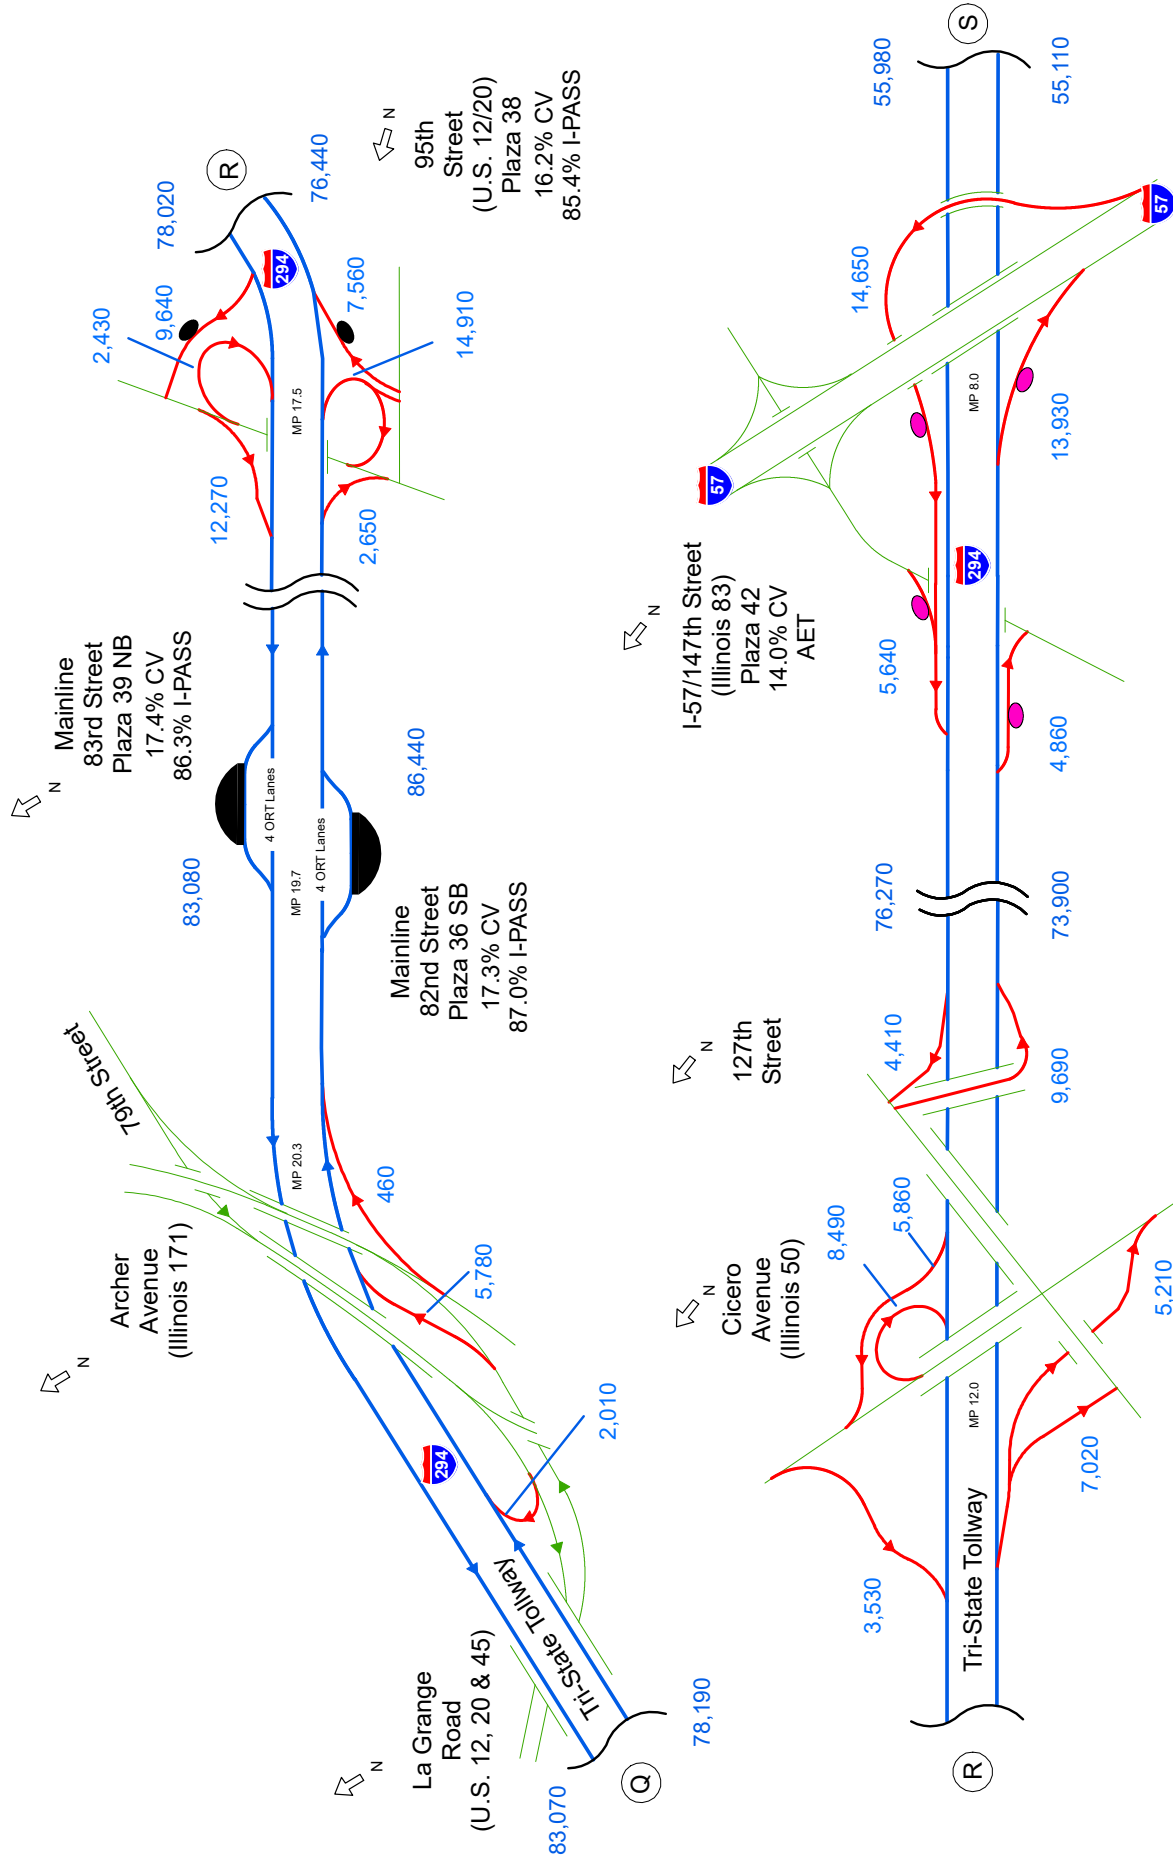 La Grange
Road
(U.S. 12, 20 & 45)
Archer
Avenue
(Illinois 171)
79th Street
Mainline
83rd Street
Plaza 39 NB
17.4% CV
86.3% I-PASS
95th
Street
(U.S. 12/20)
Plaza 38
16.2% CV
85.4% I-PASS
Mainline
82nd Street
Plaza 36 SB
17.3% CV
87.0% I-PASS
N
N
N
N
83,070
78,190
Q
Tri-State Tollway
294
2,010
5,780
460
MP 20.3
83,080
MP 19.7
4 ORT Lanes
4 ORT Lanes
86,440
12,270
2,650
2,430
9,640
MP 17.5
14,910
7,560
294
78,020
76,440
R
Cicero
Avenue
(Illinois 50)
127th
Street
I-57/147th Street
(Illinois 83)
Plaza 42
14.0% CV
AET
N
N
N
R
Tri-State Tollway
3,530
7,020
MP 12.0
8,490
5,860
5,210
4,410
9,690
76,270
73,900
5,640
4,860
294
57
MP 8.0
13,930
14,650
57
55,980
55,110
S